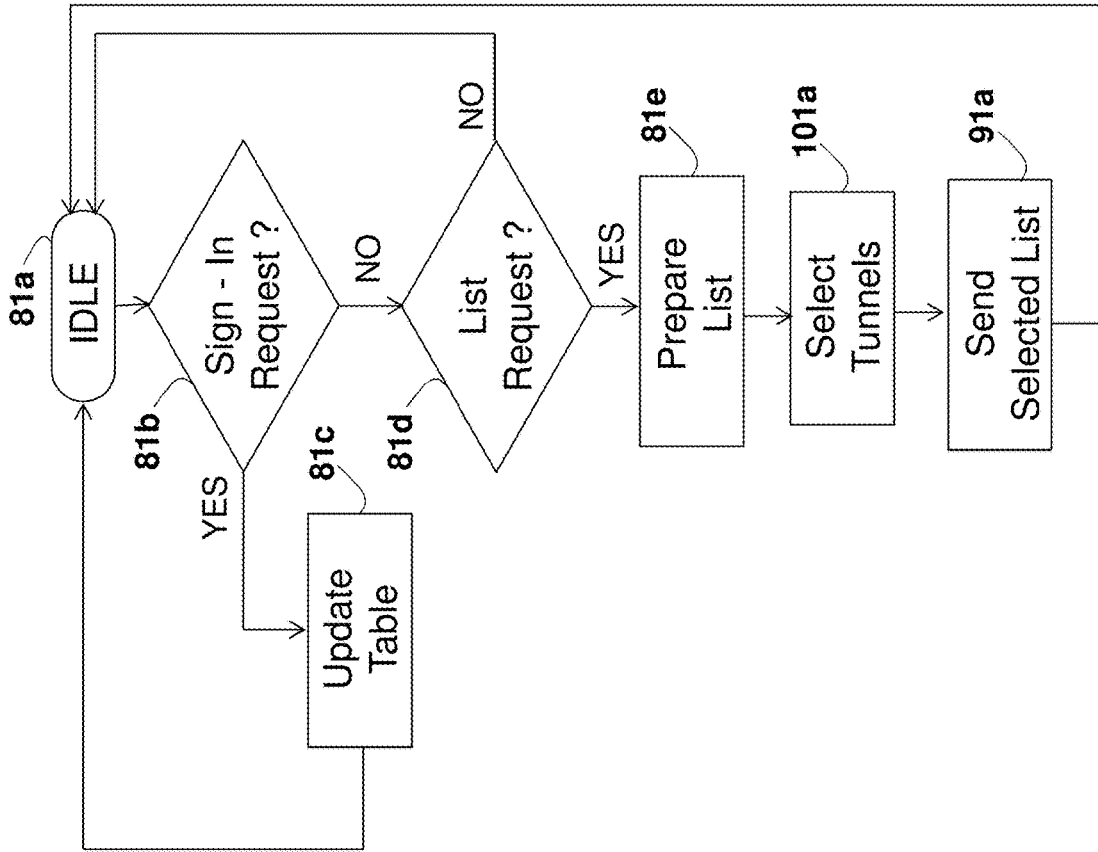 81a
IDLE
81b
Sign - In
Request ?
YES
NO
81c
Update
Table
81d
List
Request ?
NO
YES
81e
Prepare
List
101a
Select
Tunnels
91a
Send
Selected List